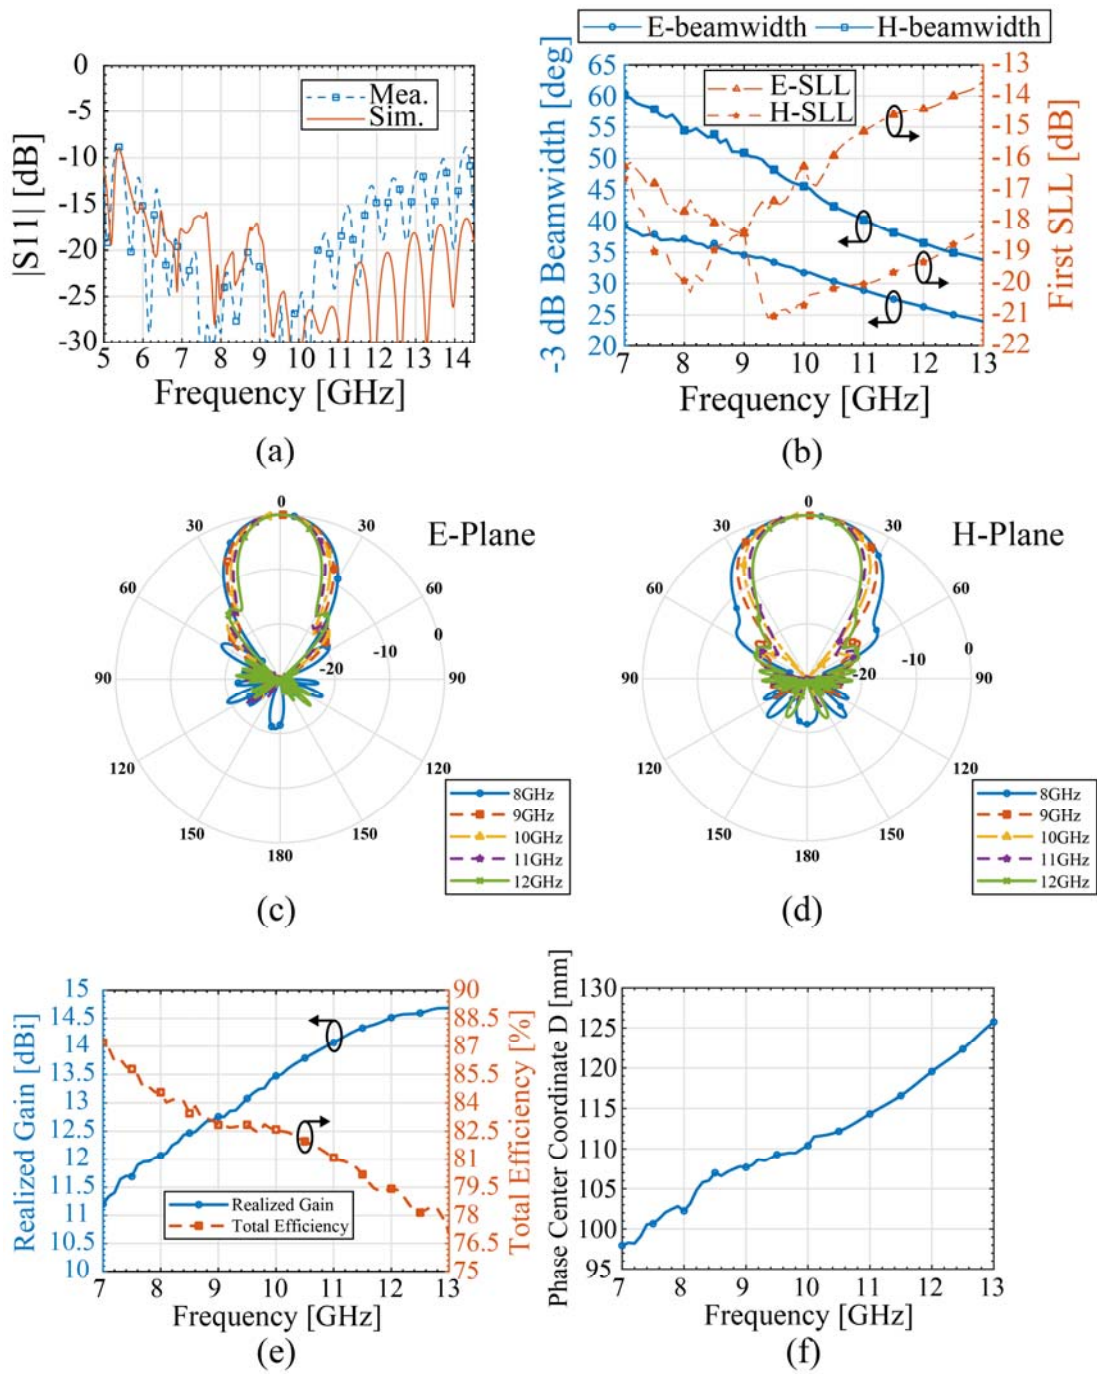 |S11| [dB]
0
-5
-10
-15
-20
-25
-30
Mea.
Sim.
5 6 7 8 9 10 11 12 13 14
Frequency [GHz]
(a)
E-beamwidth H-beamwidth
-3 dB Beamwidth [deg]
65
60
55
50
45
40
35
30
25
20
E-SLL
H-SLL
-13
-14
-15
-16
-18
-19
-20
-21
-22
First SLL [dB]
7 8 9 10 11 12 13
Frequency [GHz]
(b)
E-Plane
0
30 30
60 60
0
-10
-20
90 90
120 120
150 150
180
8GHz
9GHz
10GHz
11GHz
12GHz
(c)
H-Plane
0
30 30
60 60
0
-10
-20
90 90
120 120
150 150
180
8GHz
9GHz
10GHz
11GHz
12GHz
(d)
Realized Gain [dBi]
15
14.5
14
13.5
13
12.5
12
11.5
11
10.5
10
Realized Gain
Total Efficiency
90
88.5
87
85.5
84
82.5
81
79.5
78
76.5
75
Total Efficiency [%]
7 8 9 10 11 12 13
Frequency [GHz]
(e)
Phase Center Coordinate D [mm]
130
125
120
115
110
105
100
95
7 8 9 10 11 12 13
Frequency [GHz]
(f)